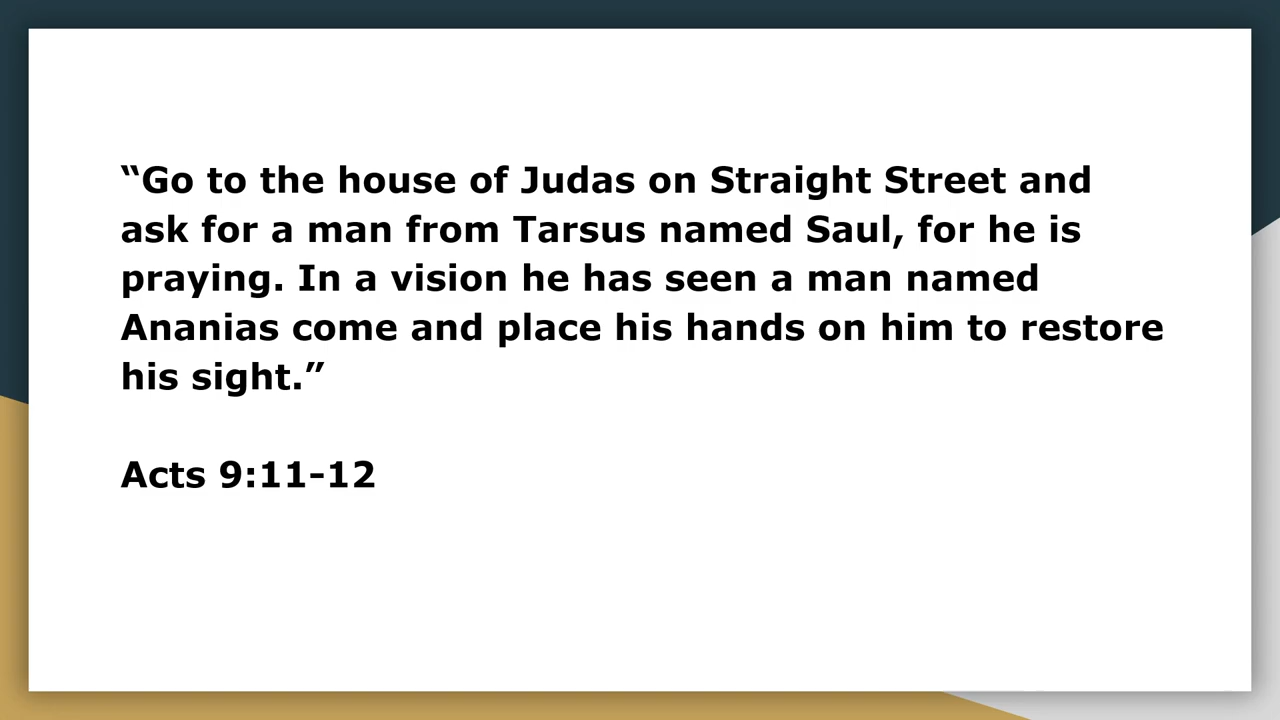 “Go to the house of Judas on Straight Street and
ask for a man from Tarsus named Saul, for he is
praying. In a vision he has seen a man named
Ananias come and place his hands on him to restore
his sight.”
Acts 9:11-12